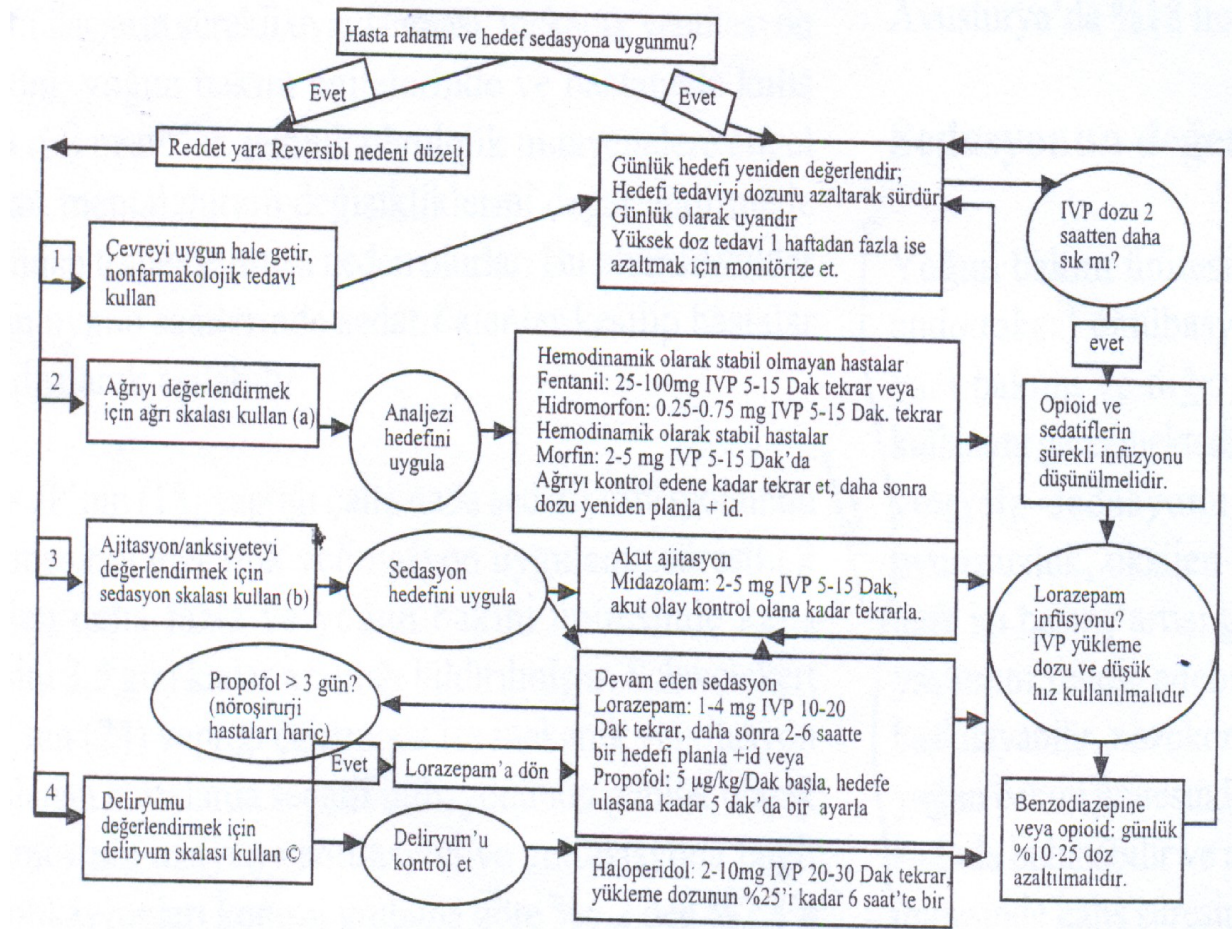 Hasta rahatmı ve hedef sedasyona uygunmu?
Evet
Evet
Reddet yara Reversibl nedeni düzelt
Günlük hedefi yeniden değerlendir;
Hedefi tedaviyi dozunu azaltarak sürdür
Günlük olarak uyandır
Yüksek doz tedavi 1 haftadan fazla ise
azaltmak için monitörize et.
IVP dozu 2
saatten daha
sık mı?
1
Çevreyi uygun hale getir,
nonfarmakolojik tedavi
kullan
evet
2
Ağrıyı değerlendirmek
için ağrı skalası kullan (a)
Analjezi
hedefini
uygula
Hemodinamik olarak stabil olmayan hastalar
Fentanil: 25-100mg IVP 5-15 Dak tekrar veya
Hidromorfon: 0.25-0.75 mg IVP 5-15 Dak. tekrar
Hemodinamik olarak stabil hastalar
Morfin: 2-5 mg IVP 5-15 Dak'da
Ağrıyı kontrol edene kadar tekrar et, daha sonra
dozu yeniden planla + id.
Opioid ve
sedatiflerin
sürekli infüzyonu
düşünülmelidir.
3
Ajitasyon/anksiyeteyi
değerlendirmek için
sedasyon skalası kullan (b)
Sedasyon
hedefini uygula
Akut ajitasyon
Midazolam: 2-5 mg IVP 5-15 Dak,
akut olay kontrol olana kadar tekrarla.
Lorazepam
infüsyonu?
IVP yükleme
dozu ve düşük
hız kullanılmalıdır
Propofol > 3 gün?
(nöroşirurji
hastaları haric)
Devam eden sedasyon
Lorazepam: 1-4 mg IVP 10-20
Dak tekrar, daha sonra 2-6 saatte
bir hedefi planla +id veya
Propofol: 5 µg/kg/Dak başla, hedefe
ulaşana kadar 5 dak'da bir ayarla
Evet
Lorazepam'a dön
4
Deliryumu
değerlendirmek için
deliryum skalası kullan ©
Deliryum'u
kontrol et
Haloperidol: 2-10mg IVP 20-30 Dak tekrar,
yükleme dozunun %25'i kadar 6 saat'te bir
Benzodiazepine
veya opioid: günlük
%10-25 doz
azaltılmalıdır.